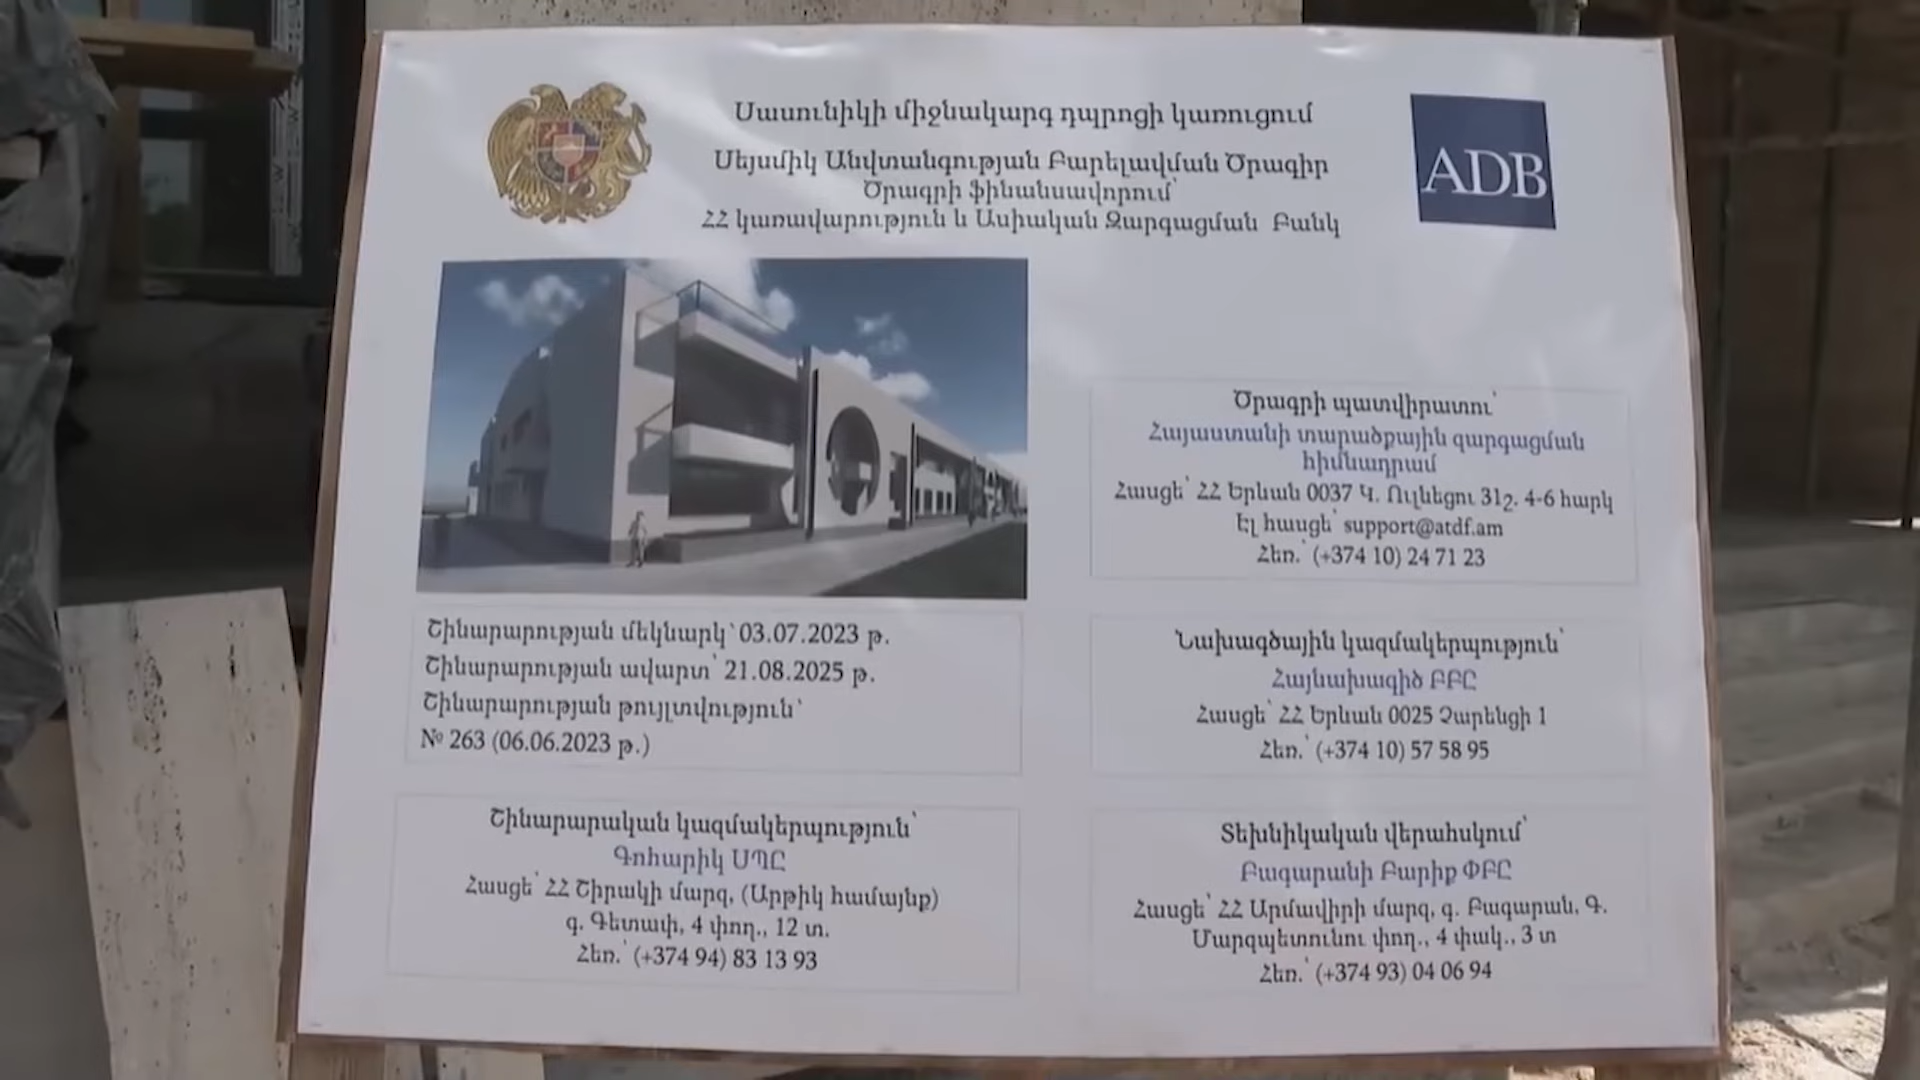 Սասունիկի միջնակարգ դպրոցի կառուցում
Սեյսմիկ Անվտանգության Բարելավման Ծրագիր
Ծրագրի ֆինանսավորում՝
ՀՀ կառավարություն և Ասիական Զարգացման Բանկ
ADB
Ծրագրի պատվիրատու՝
Հայաստանի տարածքային զարգացման
հիմնադրամ
Հասցե՝ ՀՀ Երևան 0037 Կ. Ուլնեցու 31շ. 4-6 հարկ
Էլ հասցե՝ support@atdf.am
Հեռ.՝ (+374 10) 24 71 23
Շինարարության մեկնարկ՝ 03.07.2023 թ.
Շինարարության ավարտ՝ 21.08.2025 թ.
Շինարարության թույլտվություն՝
№ 263 (06.06.2023 թ.)
Նախագծային կազմակերպություն՝
Հայնախագիծ ԲԲԸ
Հասցե՝ ՀՀ Երևան 0025 Չարենցի 1
Հեռ.՝ (+374 10) 57 58 95
Շինարարական կազմակերպություն՝
Գոհարիկ ՍՊԸ
Հասցե՝ ՀՀ Շիրակի մարզ, (Արթիկ համայնք)
գ. Գետափ, 4 փող., 12 տ.
Հեռ.՝ (+374 94) 83 13 93
Տեխնիկական վերահսկում՝
Բագարանի Բարիք ՓԲԸ
Հասցե՝ ՀՀ Արմավիրի մարզ, գ. Բագարան, Գ.
Մարզպետունու փող., 4 փակ., 3 տ
Հեռ.՝ (+374 93) 04 06 94